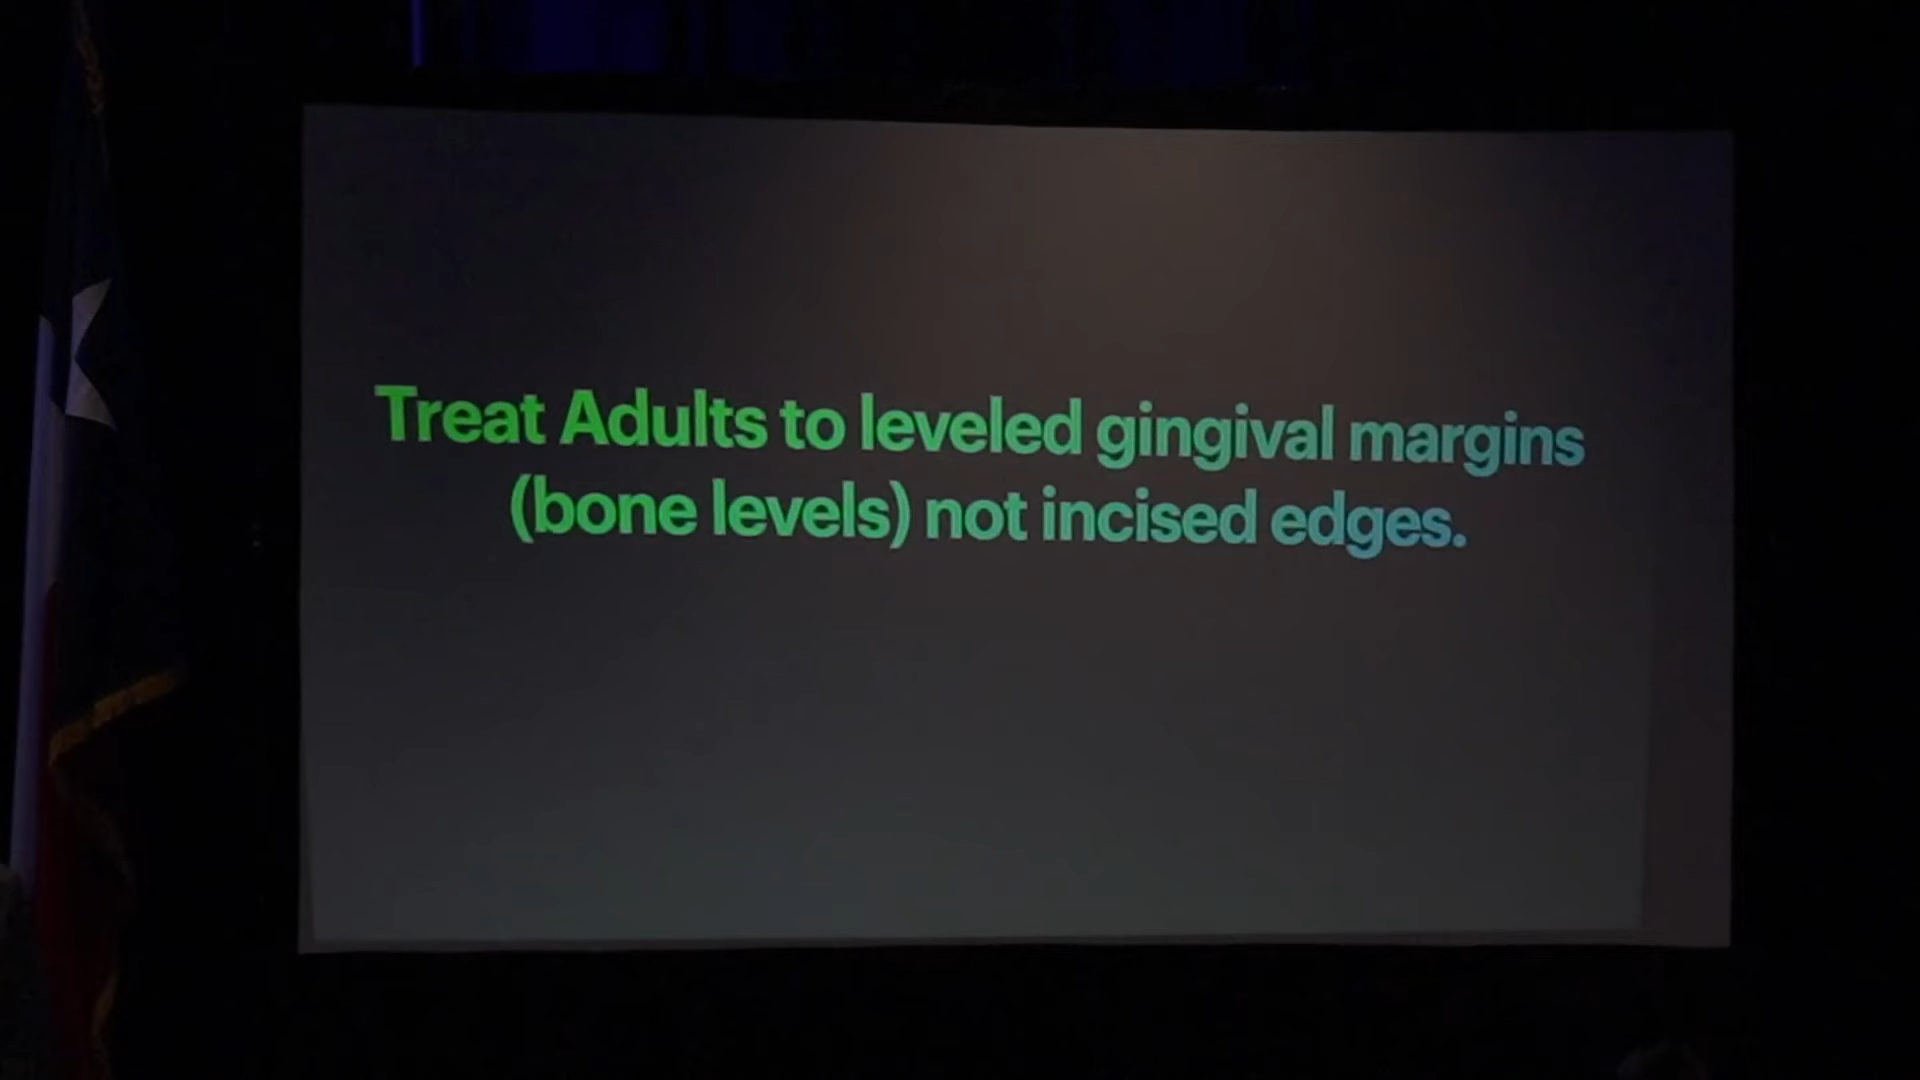 Treat Adults to leveled gingival margins
(bone levels) not incised edges.